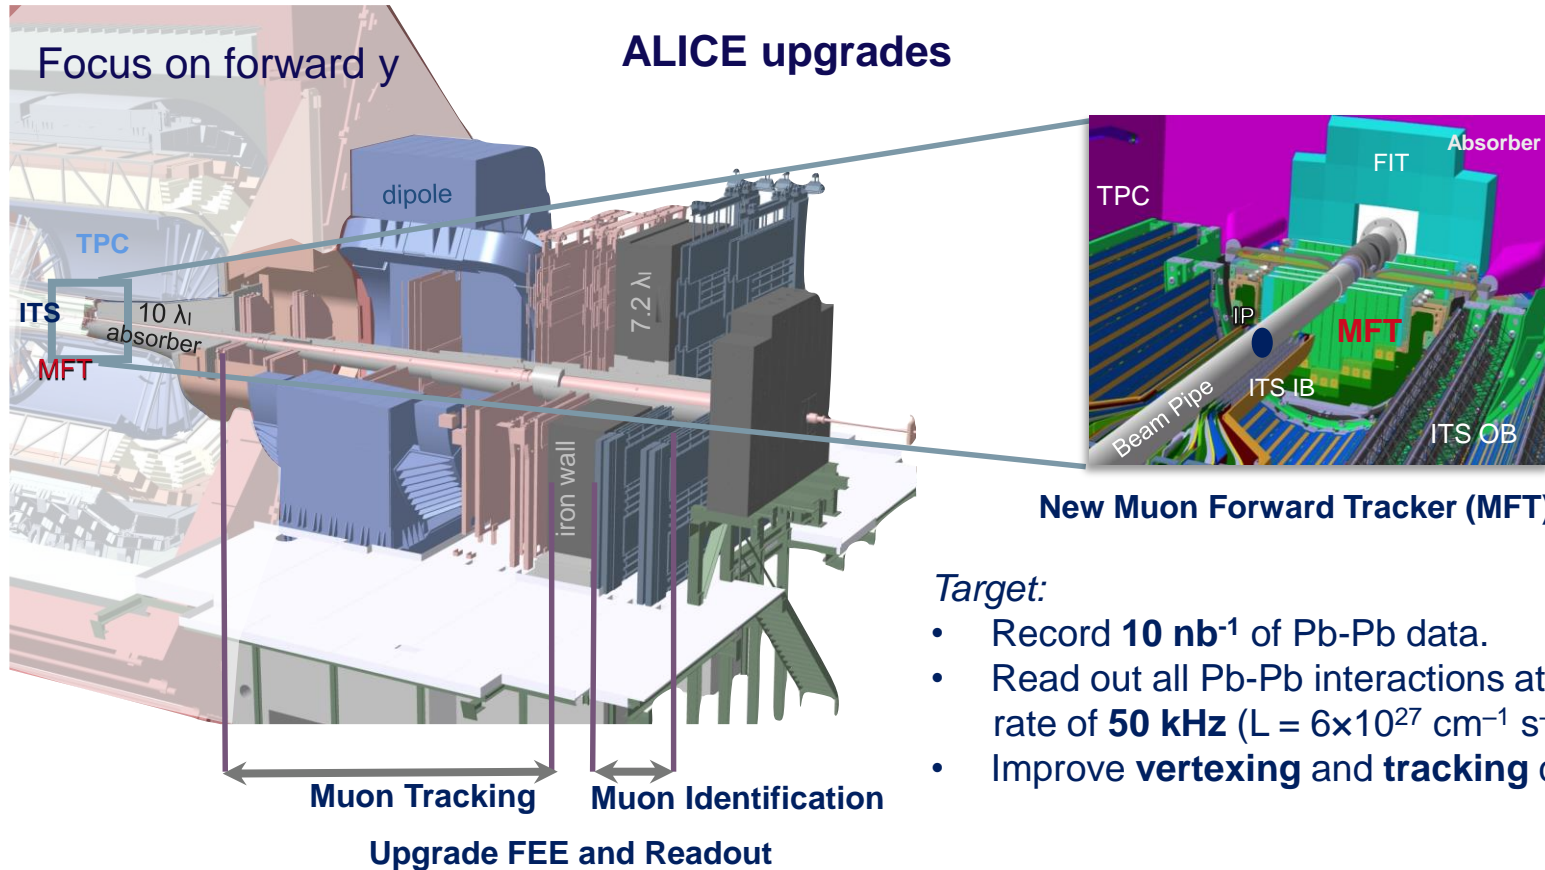 Focus on forward y
ALICE upgrades
dipole
TPC
ITS
10 λI
absorber
MFT
7.2 λI
iron wall
TPC
FIT
Absorber
IP
MFT
ITS IB
Beam Pipe
ITS OB
New Muon Forward Tracker (MFT)
Target:
• Record 10 nb-1 of Pb-Pb data.
• Read out all Pb-Pb interactions at
rate of 50 kHz (L = 6×10²⁷ cm⁻¹ s⁻
• Improve vertexing and tracking
Muon Tracking
Muon Identification
Upgrade FEE and Readout